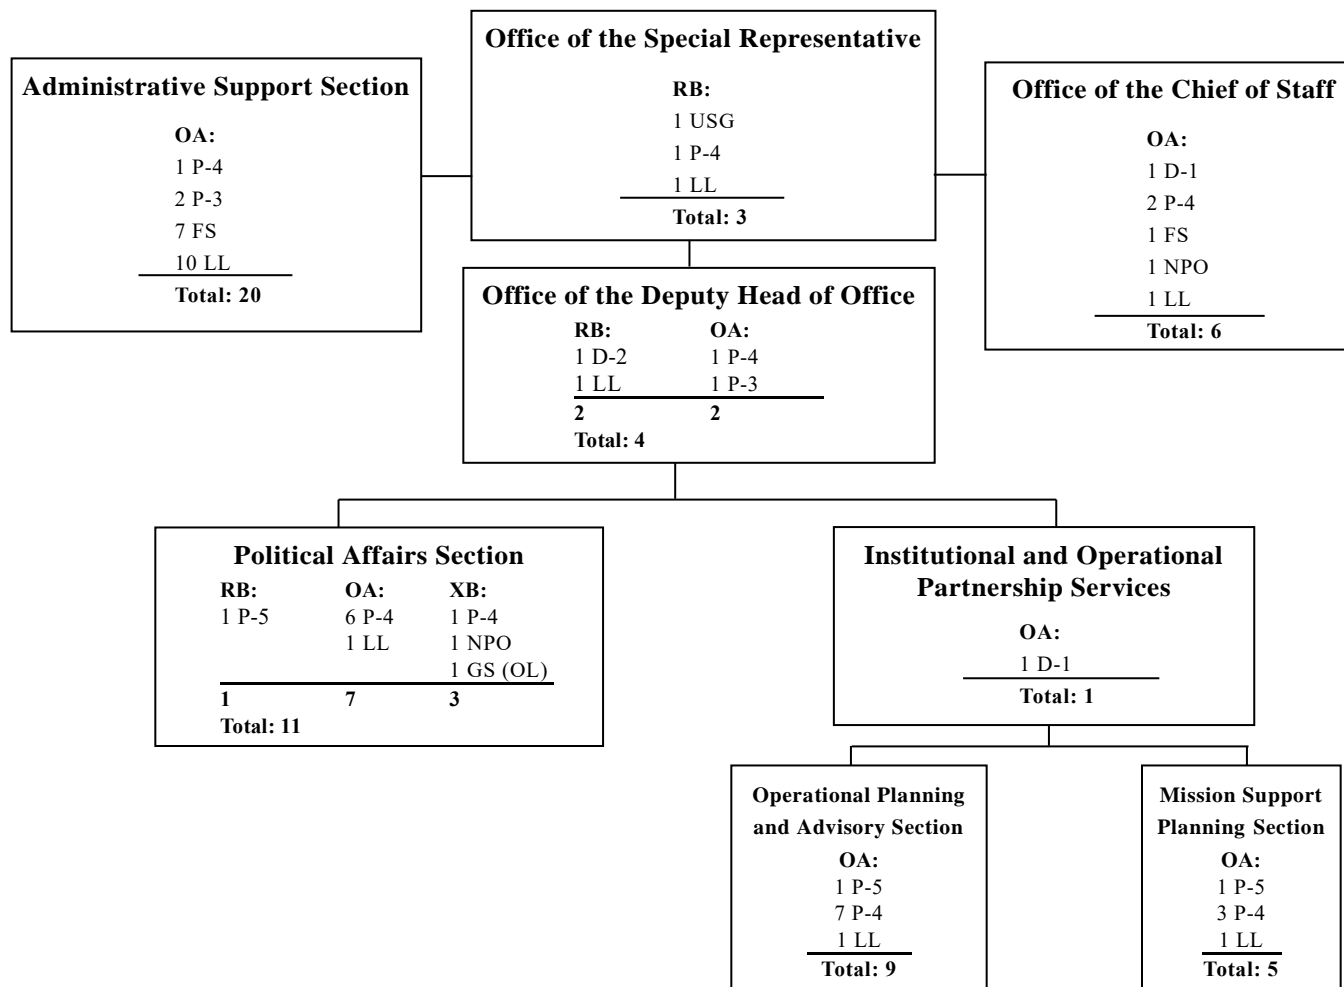 Office of the Special Representative
RB:
1 USG
1 P-4
1 LL
Total: 3
Administrative Support Section
OA:
1 P-4
2 P-3
7 FS
10 LL
Total: 20
Office of the Chief of Staff
OA:
1 D-1
2 P-4
1 FS
1 NPO
1 LL
Total: 6
Office of the Deputy Head of Office
RB: OA:
1 D-2 1 P-4
1 LL 1 P-3
2 2
Total: 4
Political Affairs Section
RB: OA: XB:
1 P-5 6 P-4 1 P-4
1 LL 1 NPO
1 GS (OL)
1 7 3
Total: 11
Institutional and Operational
Partnership Services
OA:
1 D-1
Total: 1
Operational Planning
and Advisory Section
OA:
1 P-5
7 P-4
1 LL
Total: 9
Mission Support
Planning Section
OA:
1 P-5
3 P-4
1 LL
Total: 5